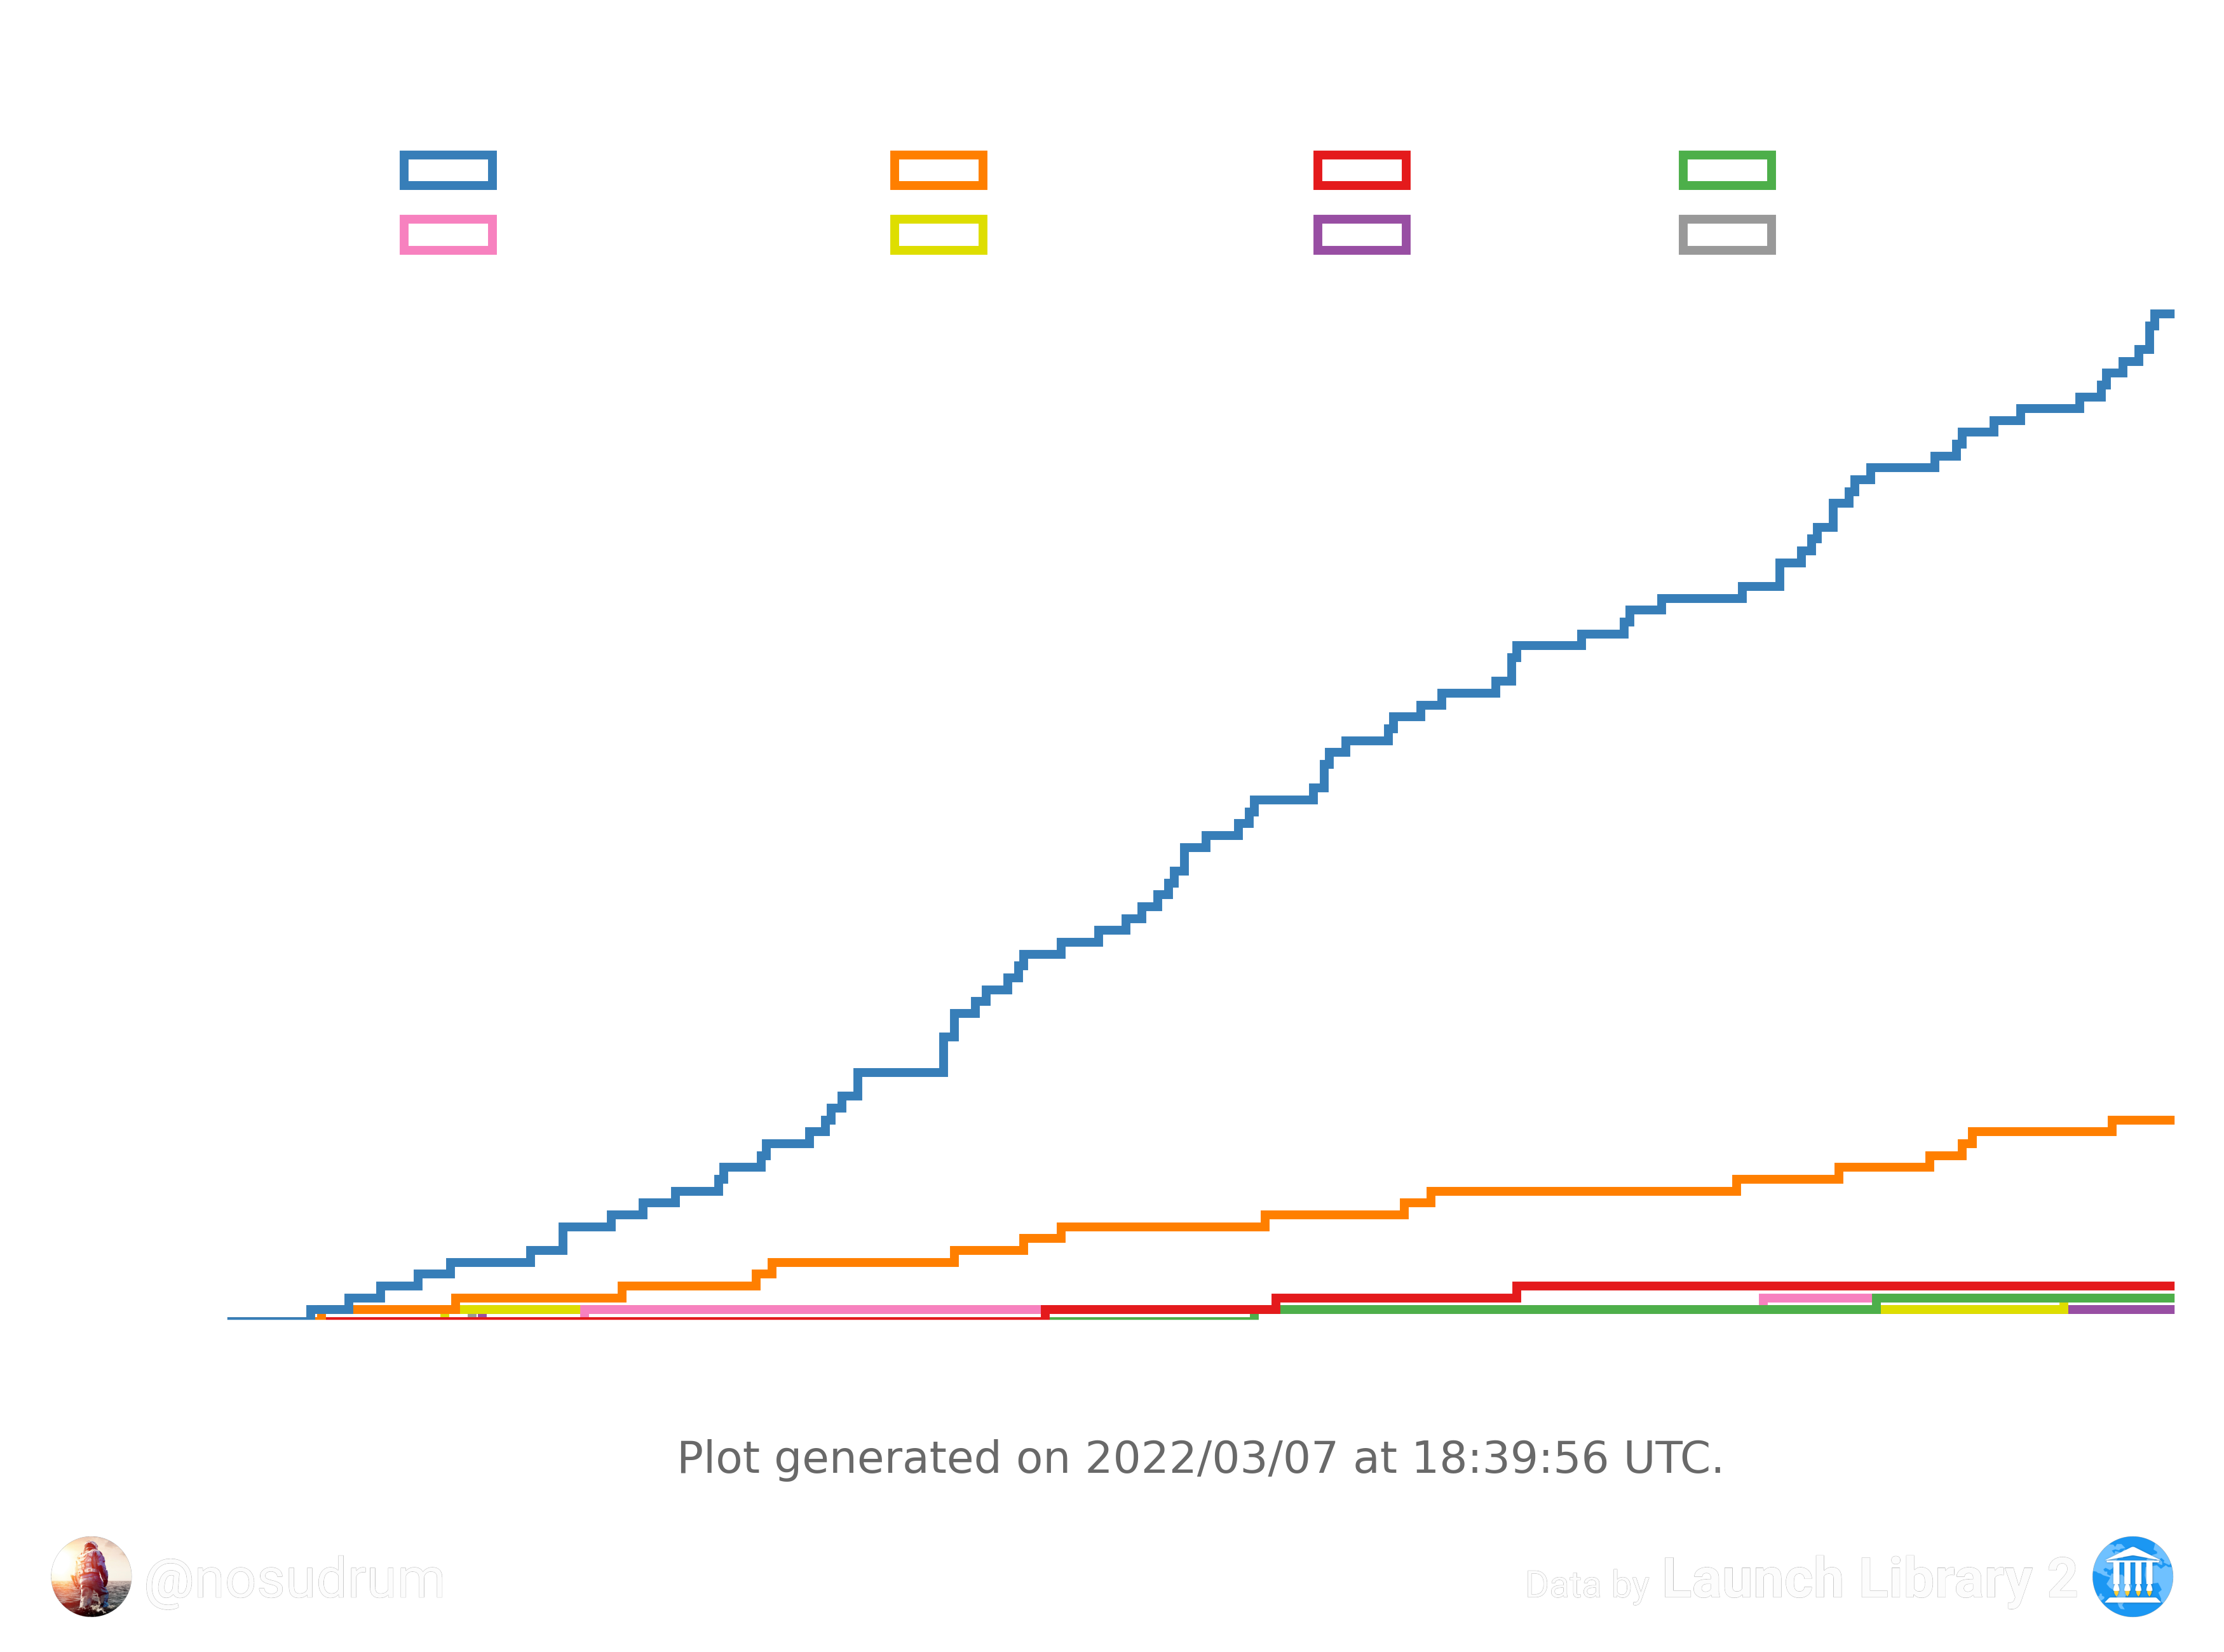 Plot generated on 2022/03/07 at 18:39:56 UTC.
@nosudrum
Data by Launch Library 2